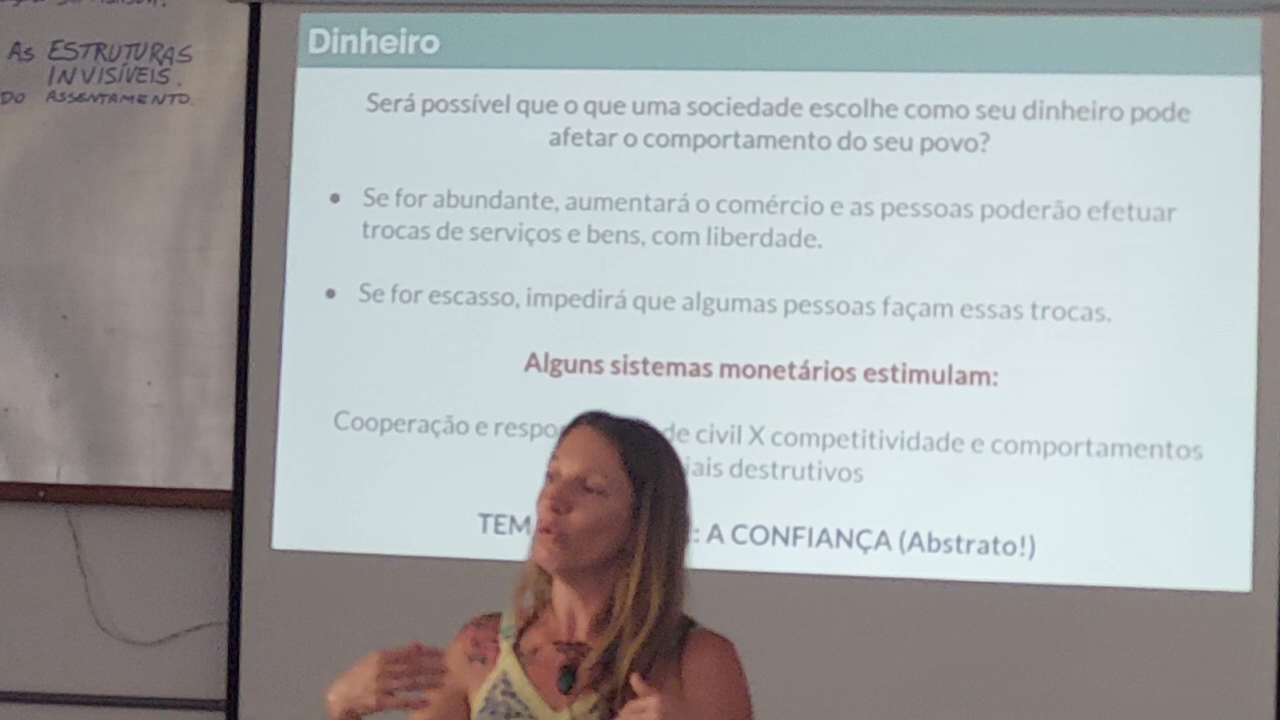 As ESTRUTURAS
INVISÍVEIS.
DO ASSENTAMENTO
Dinheiro
Será possível que o que uma sociedade escolhe como seu dinheiro pode
afetar o comportamento do seu povo?
• Se for abundante, aumentará o comércio e as pessoas poderão efetuar
trocas de serviços e bens, com liberdade.
• Se for escasso, impedirá que algumas pessoas façam essas trocas.
Alguns sistemas monetários estimulam:
Cooperação e civil X competitividade e comportamentos
destrutivos
: A CONFIANÇA (Abstrato!)